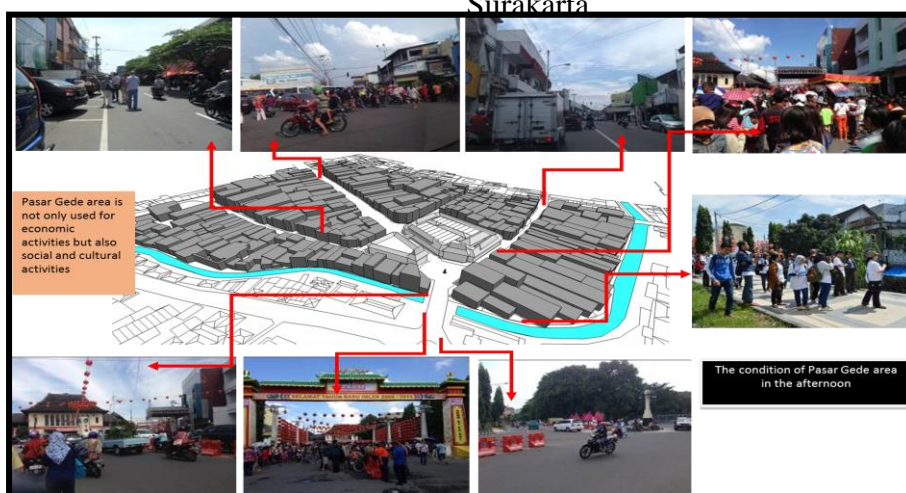 Surakarta
Pasar Gede area is
not only used for
economic
activities but also
social and cultural
activities
The condition of Pasar Gede area
in the afternoon